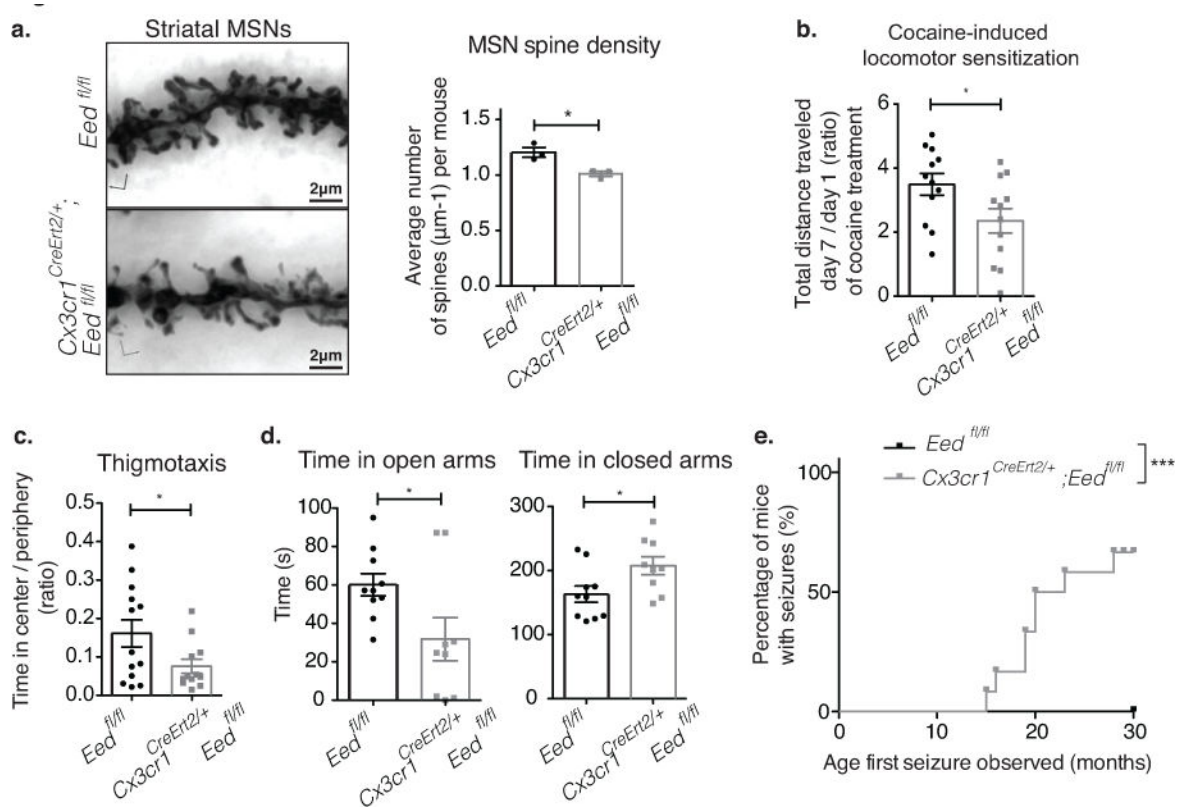 a.
Striatal MSNs
Eed fl/fl
2µm
Cx3cr1 CreErt2/+;
Eed fl/fl
2µm
MSN spine density
*
Average number
of spines (µm-1) per mouse
1.5
1.0
0.5
0.0
Eed fl/fl
Cx3cr1 CreErt2/+ Eed fl/fl
b.
Cocaine-induced
locomotor sensitization
*
Total distance traveled
day 7 / day 1 (ratio)
of cocaine treatment
6
4
2
0
Eed fl/fl
Cx3cr1 CreErt2/+ Eed fl/fl
c.
Thigmotaxis
*
Time in center / periphery
(ratio)
0.5
0.4
0.3
0.2
0.1
0.0
Eed fl/fl
Cx3cr1 CreErt2/+ Eed fl/fl
d.
Time in open arms
*
Time (s)
100
80
60
40
20
0
Eed fl/fl
Cx3cr1 CreErt2/+ Eed fl/fl
Time in closed arms
*
300
200
100
0
Eed fl/fl
Cx3cr1 CreErt2/+ Eed fl/fl
e.
Eed fl/fl
Cx3cr1 CreErt2/+ ;Eed fl/fl
***
Percentage of mice
with seizures (%)
100
50
0
0 10 20 30
Age first seizure observed (months)